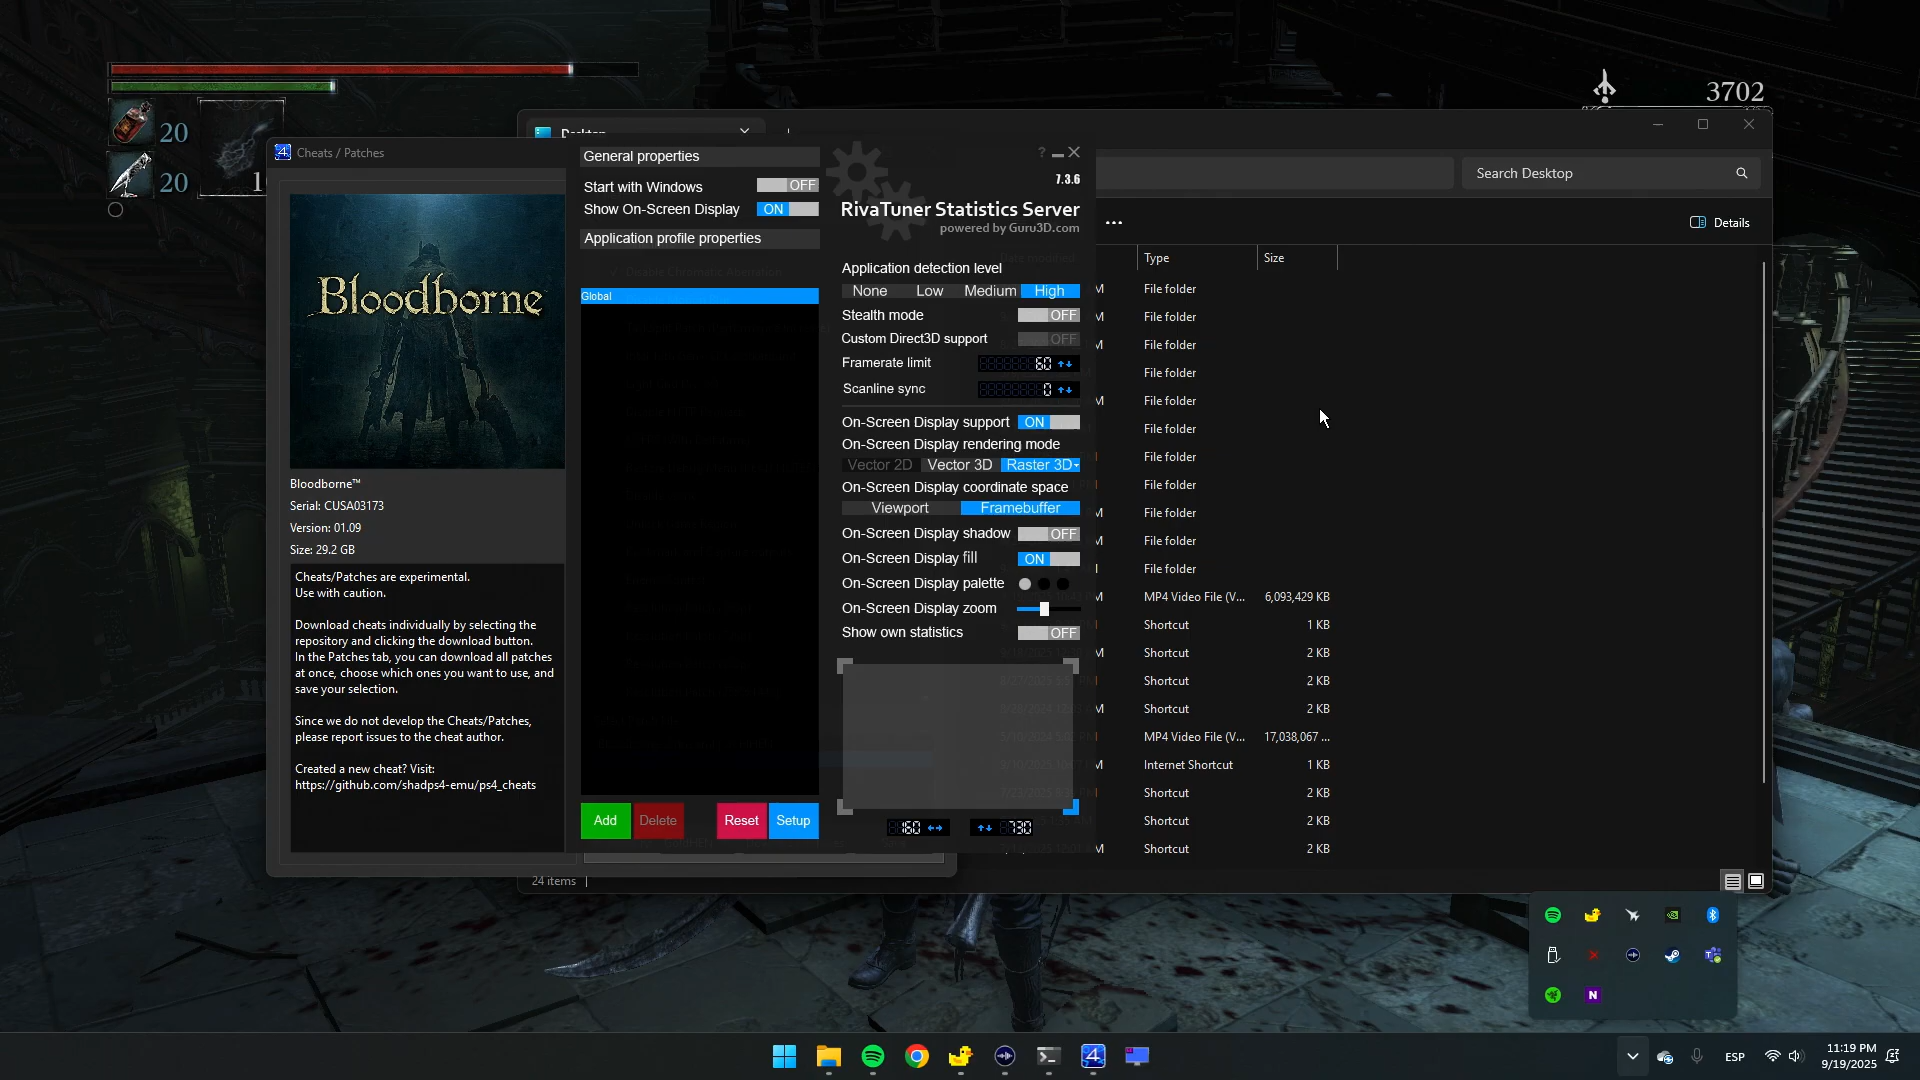 3702
20
20
1
Desktop
Cheats / Patches
Bloodborne
Bloodborne™
Serial: CUSA03173
Version: 01.09
Size: 29.2 GB
Cheats/Patches are experimental.
Use with caution.
Download cheats individually by selecting the
repository and clicking the download button.
In the Patches tab, you can download all patches
at once, choose which ones you want to use, and
save your selection.
Since we do not develop the Cheats/Patches,
please report issues to the cheat author.
Created a new cheat? Visit:
https://github.com/shadps4-emu/ps4_cheats
General properties
Start with Windows OFF
Show On-Screen Display ON
Application profile properties
Global
Add Delete Reset Setup
? 
7.3.6
RivaTuner Statistics Server
powered by Guru3D.com
Application detection level
None Low Medium High
Stealth mode OFF
Custom Direct3D support OFF
Framerate limit 60
Scanline sync 0
On-Screen Display support ON
On-Screen Display rendering mode
Vector 2D Vector 3D Raster 3D
On-Screen Display coordinate space
Viewport Framebuffer
On-Screen Display shadow OFF
On-Screen Display fill ON
On-Screen Display palette
On-Screen Display zoom
Show own statistics OFF
160 730
Search Desktop
Details
Type Size
File folder
File folder
File folder
File folder
File folder
File folder
File folder
File folder
File folder
File folder
File folder
MP4 Video File (V... 6,093,429 KB
Shortcut 1 KB
Shortcut 2 KB
Shortcut 2 KB
Shortcut 2 KB
MP4 Video File (V... 17,038,067 ...
Internet Shortcut 1 KB
Shortcut 2 KB
Shortcut 2 KB
Shortcut 2 KB
24 items
ESP
11:19 PM
9/19/2025